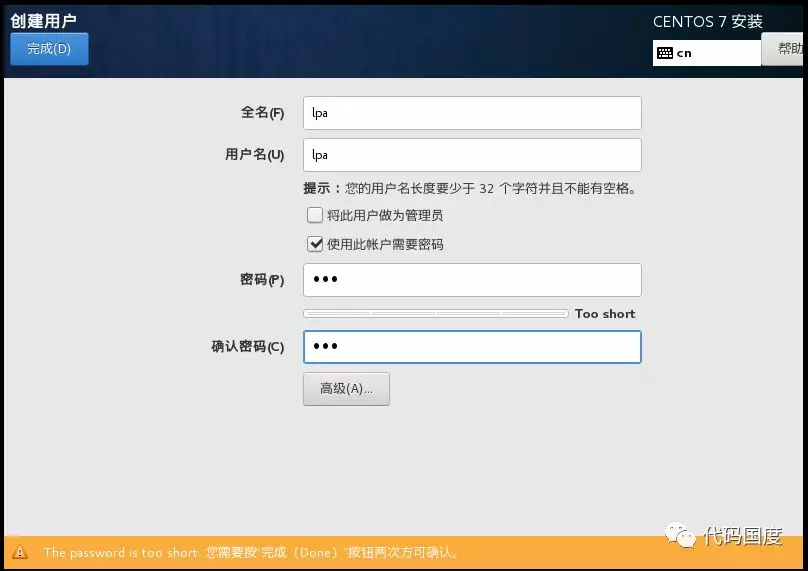 创建用户
CENTOS 7 安装
完成(D)
cn
帮助
全名(F)
lpa
用户名(U)
lpa
提示：您的用户名长度要少于 32 个字符并且不能有空格。
将此用户做为管理员
使用此帐户需要密码
密码(P)
•••
Too short
确认密码(C)
•••
高级(A)...
The password is too short. 您需要按“完成（Done）”按钮两次方可确认。
代码国度